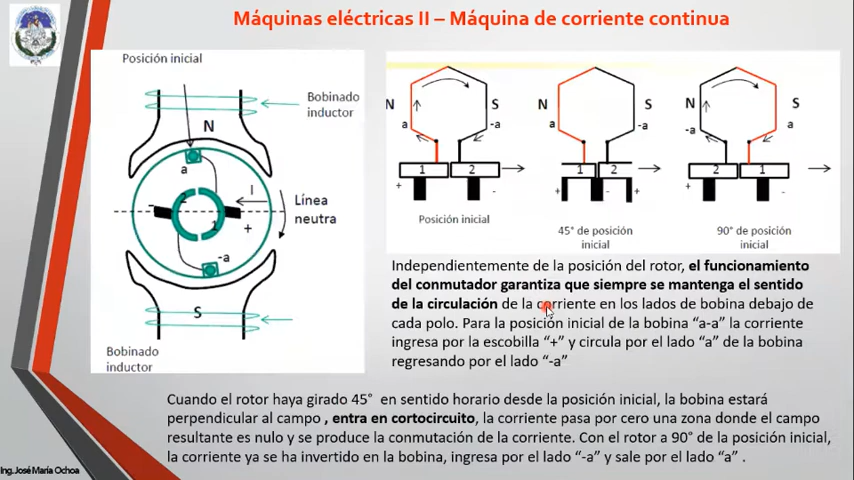 Máquinas eléctricas II – Máquina de corriente continua
Posición inicial
Bobinado
inductor
N
a
2
I
Línea
neutra
-
+
1
-a
S
Bobinado
inductor
N
S
a
-a
1
2
+
-
Posición inicial
N
S
a
-a
1
2
+
-
+
45° de posición
inicial
N
S
-a
a
2
1
+
-
90° de posición
inicial
Independientemente de la posición del rotor, el funcionamiento
del conmutador garantiza que siempre se mantenga el sentido
de la circulación de la corriente en los lados de bobina debajo de
cada polo. Para la posición inicial de la bobina “a-a” la corriente
ingresa por la escobilla “+” y circula por el lado “a” de la bobina
regresando por el lado “-a”
Cuando el rotor haya girado 45° en sentido horario desde la posición inicial, la bobina estará
perpendicular al campo , entra en cortocircuito, la corriente pasa por cero una zona donde el campo
resultante es nulo y se produce la conmutación de la corriente. Con el rotor a 90° de la posición inicial,
la corriente ya se ha invertido en la bobina, ingresa por el lado “-a” y sale por el lado “a” .
Ing. José María Ochoa